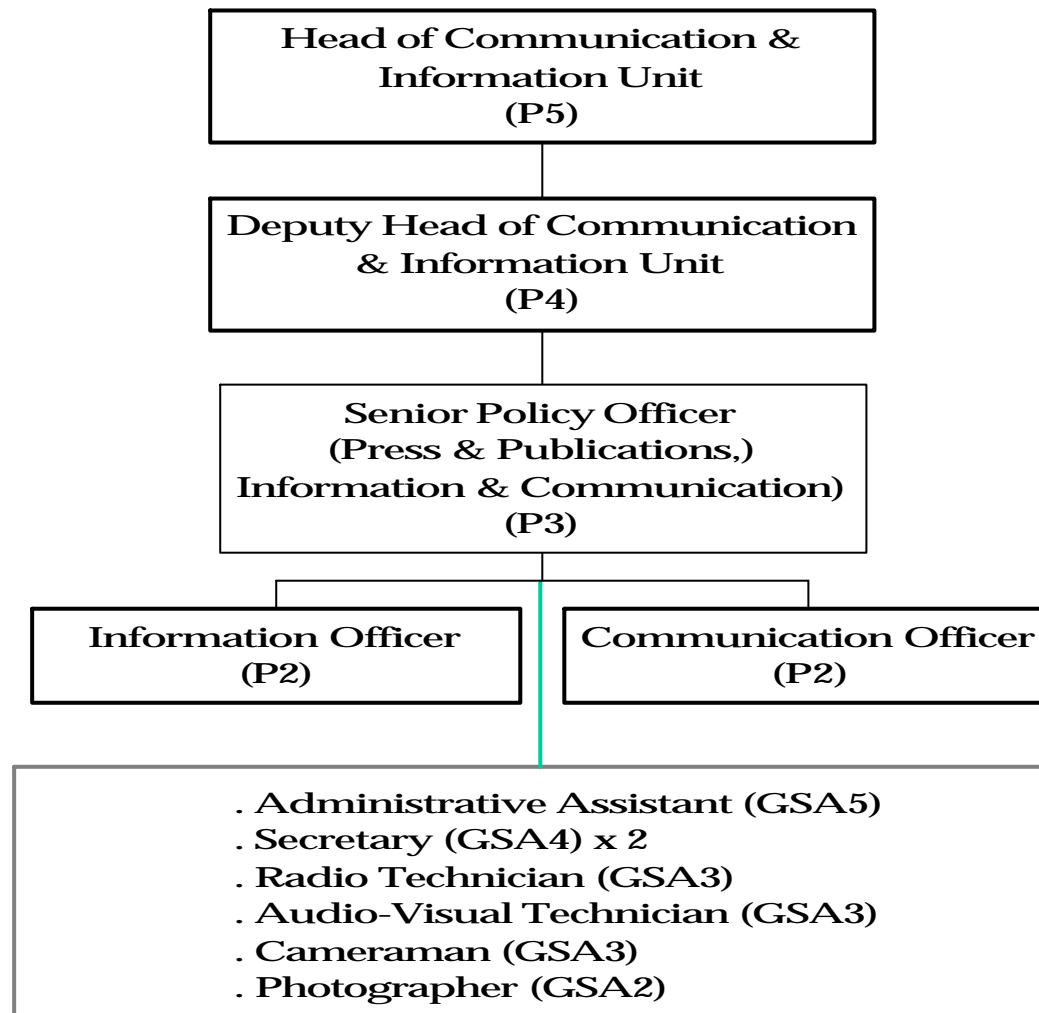 Head of Communication &
Information Unit
(P5)
Deputy Head of Communication
& Information Unit
(P4)
Senior Policy Officer
(Press & Publications,)
Information & Communication)
(P3)
Information Officer
(P2)
Communication Officer
(P2)
. Administrative Assistant (GSA5)
. Secretary (GSA4) x 2
. Radio Technician (GSA3)
. Audio-Visual Technician (GSA3)
. Cameraman (GSA3)
. Photographer (GSA2)